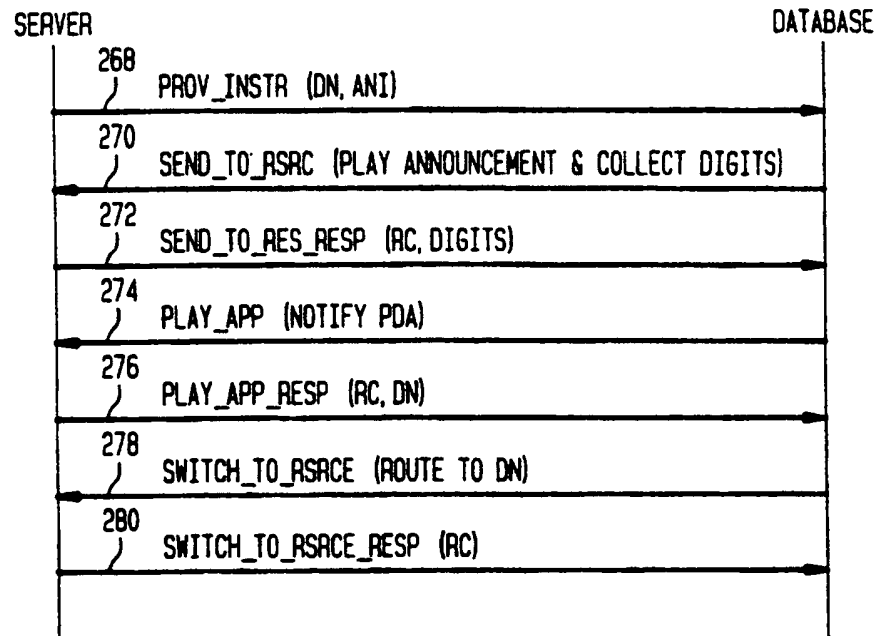 SERVER DATABASE
268
PROV_INSTR (DN, ANI)
270
SEND_TO_RSRC (PLAY ANNOUNCEMENT & COLLECT DIGITS)
272
SEND_TO_RES_RESP (RC, DIGITS)
274
PLAY_APP (NOTIFY PDA)
276
PLAY_APP_RESP (RC, DN)
278
SWITCH_TO_RSRCE (ROUTE TO DN)
280
SWITCH_TO_RSRCE_RESP (RC)